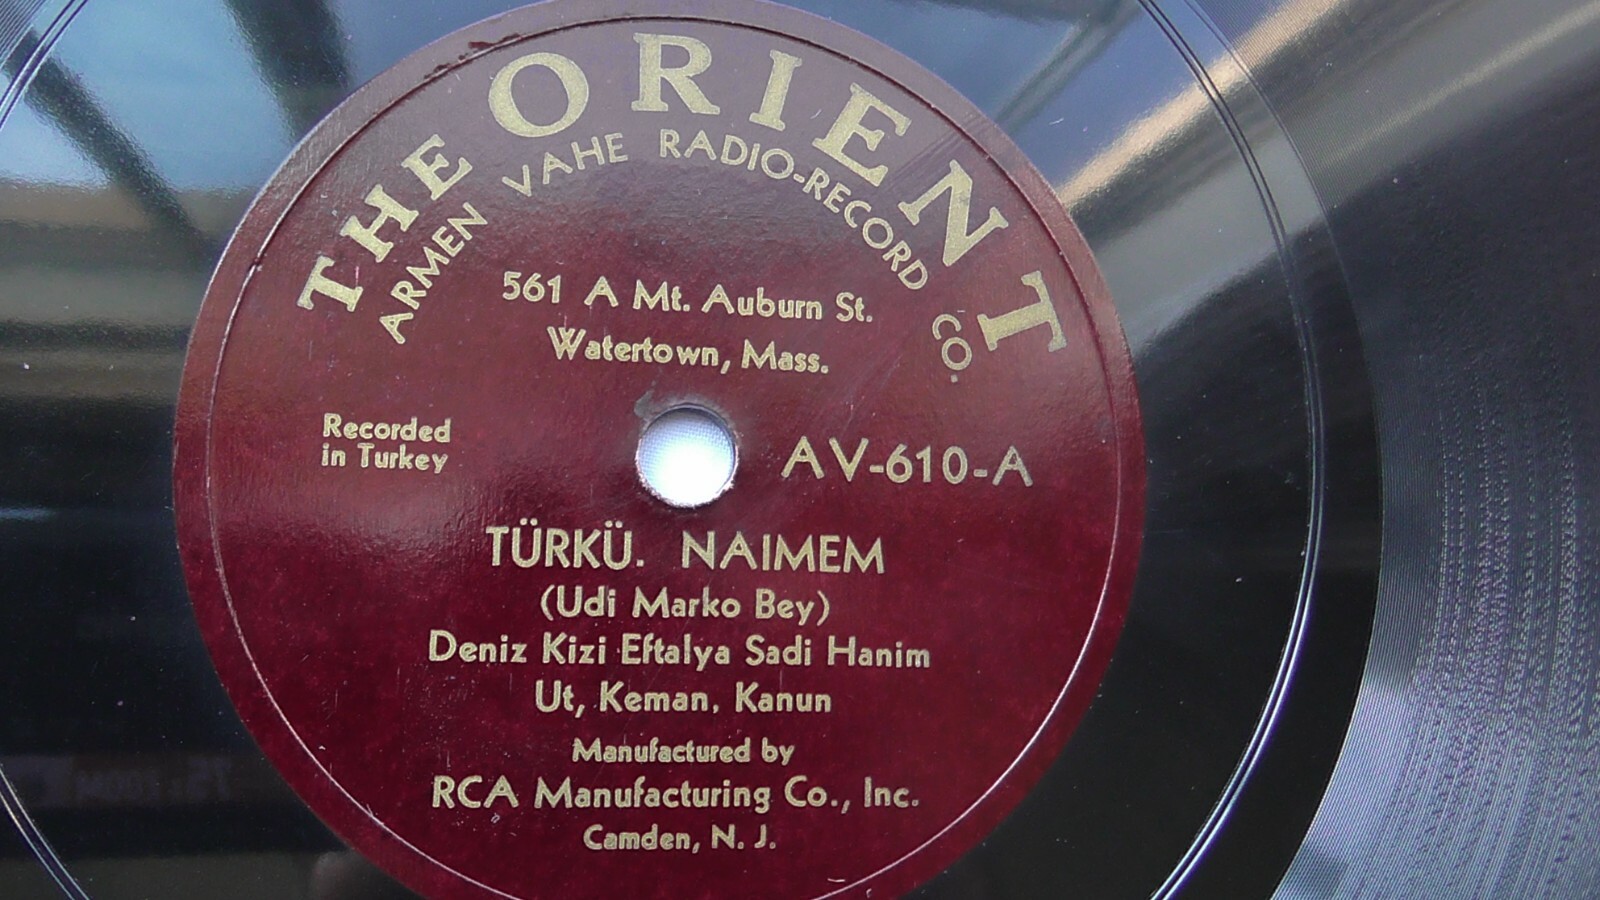 THE ORIENT
ARMEN VAHE RADIO-RECORD CO.
561 A Mt. Auburn St.
Watertown, Mass.
Recorded
in Turkey
AV-610-A
TÜRKÜ. NAIMEM
(Udi Marko Bey)
Deniz Kizi Eftalya Sadi Hanim
Ut, Keman, Kanun
Manufactured by
RCA Manufacturing Co., Inc.
Camden, N. J.